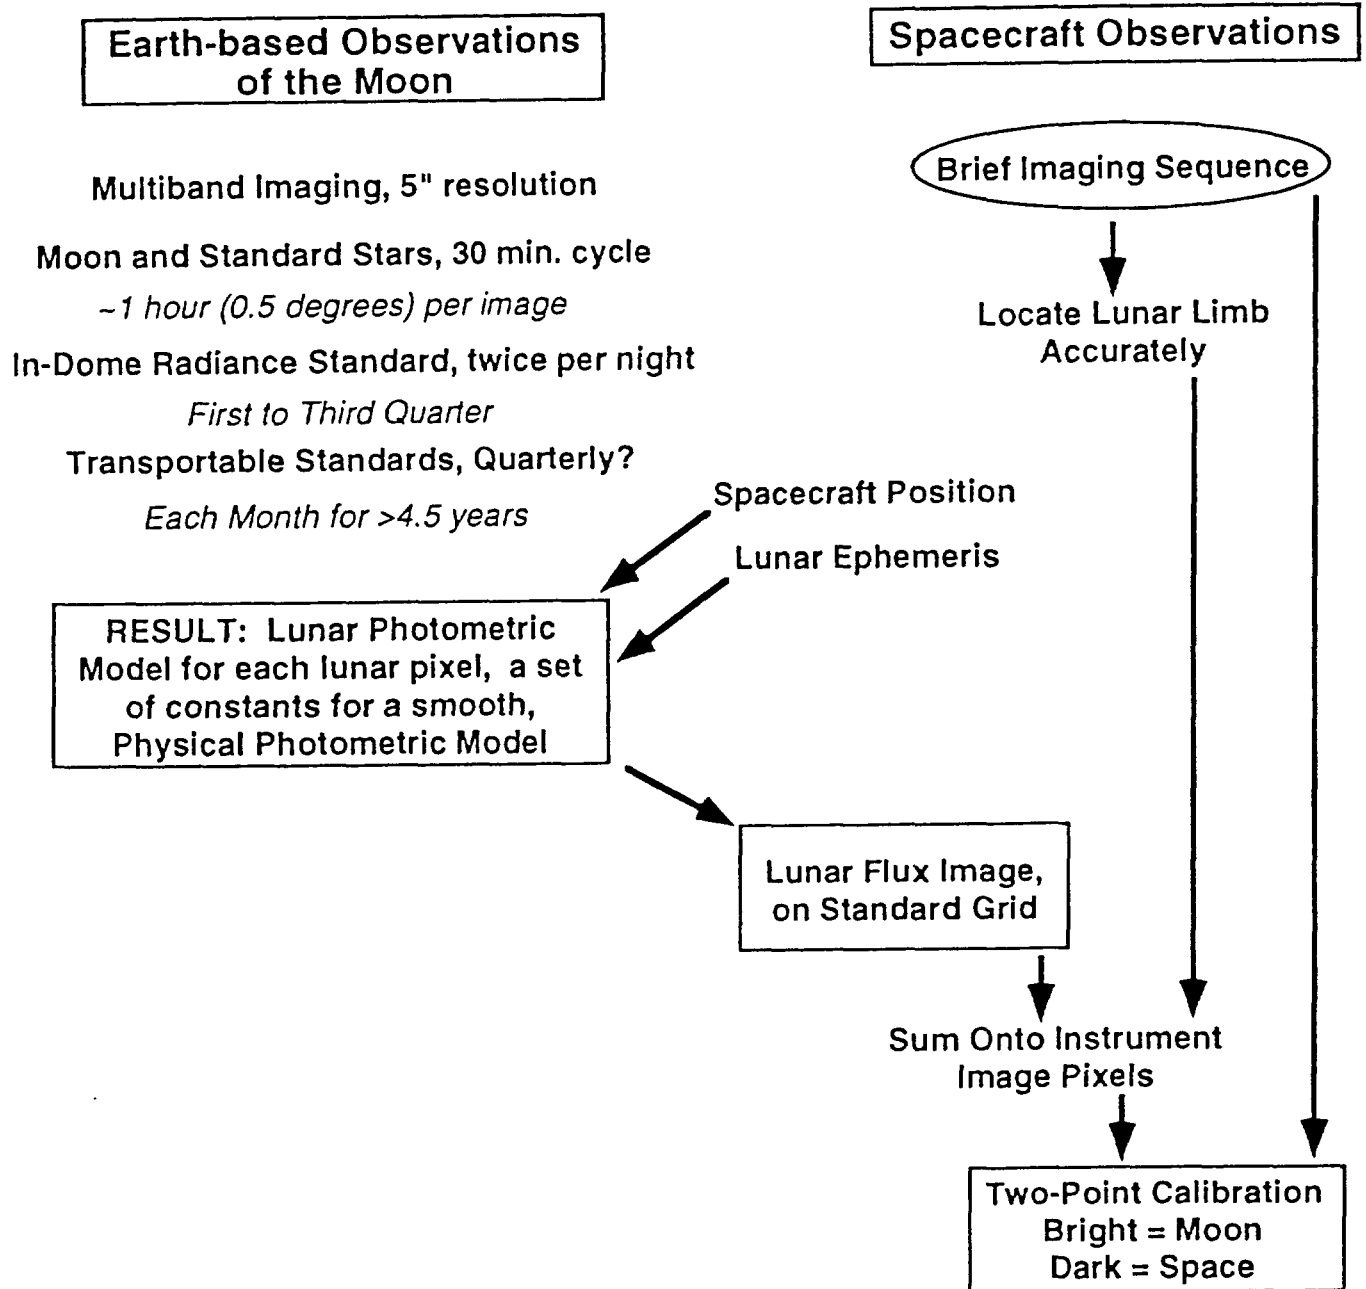 Earth-based Observations
of the Moon
Spacecraft Observations
Multiband Imaging, 5" resolution
Moon and Standard Stars, 30 min. cycle
~1 hour (0.5 degrees) per image
In-Dome Radiance Standard, twice per night
First to Third Quarter
Transportable Standards, Quarterly?
Each Month for >4.5 years
Brief Imaging Sequence
Locate Lunar Limb
Accurately
Spacecraft Position
Lunar Ephemeris
RESULT: Lunar Photometric
Model for each lunar pixel, a set
of constants for a smooth,
Physical Photometric Model
Lunar Flux Image,
on Standard Grid
Sum Onto Instrument
Image Pixels
Two-Point Calibration
Bright = Moon
Dark = Space